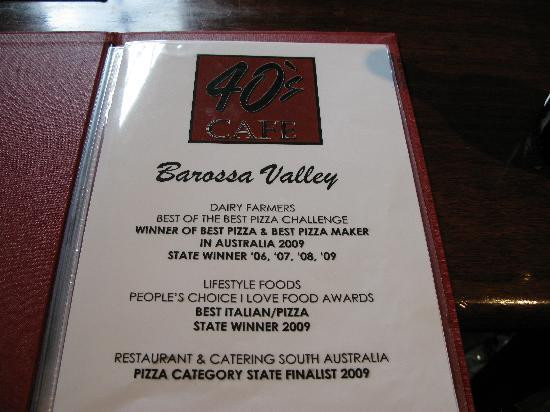 40's
CAFE
Barossa Valley
DAIRY FARMERS
BEST OF THE BEST PIZZA CHALLENGE
WINNER OF BEST PIZZA & BEST PIZZA MAKER
IN AUSTRALIA 2009
STATE WINNER '06, '07, '08, '09
LIFESTYLE FOODS
PEOPLE'S CHOICE I LOVE FOOD AWARDS
BEST ITALIAN/PIZZA
STATE WINNER 2009
RESTAURANT & CATERING SOUTH AUSTRALIA
PIZZA CATEGORY STATE FINALIST 2009